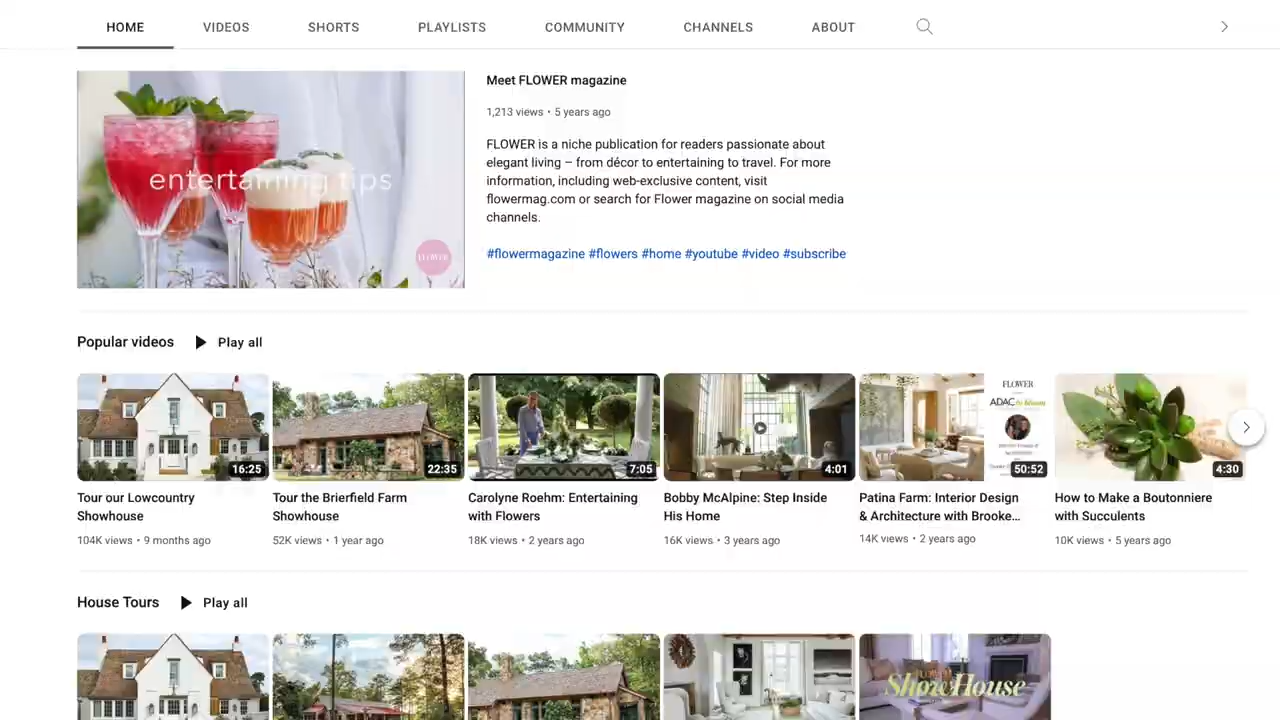 HOME VIDEOS SHORTS PLAYLISTS COMMUNITY CHANNELS ABOUT
entertaining tips
FLOWER
Meet FLOWER magazine
1,213 views • 5 years ago
FLOWER is a niche publication for readers passionate about
elegant living – from décor to entertaining to travel. For more
information, including web-exclusive content, visit
flowermag.com or search for Flower magazine on social media
channels.
#flowermagazine #flowers #home #youtube #video #subscribe
Popular videos Play all
16:25
Tour our Lowcountry
Showhouse
104K views • 9 months ago
22:35
Tour the Brierfield Farm
Showhouse
52K views • 1 year ago
7:05
Carolyne Roehm: Entertaining
with Flowers
18K views • 2 years ago
4:01
Bobby McAlpine: Step Inside
His Home
16K views • 3 years ago
FLOWER
ADAC to bloom
50:52
Patina Farm: Interior Design
& Architecture with Brooke...
14K views • 2 years ago
4:30
How to Make a Boutonniere
with Succulents
10K views • 5 years ago
House Tours Play all
ShowHouse